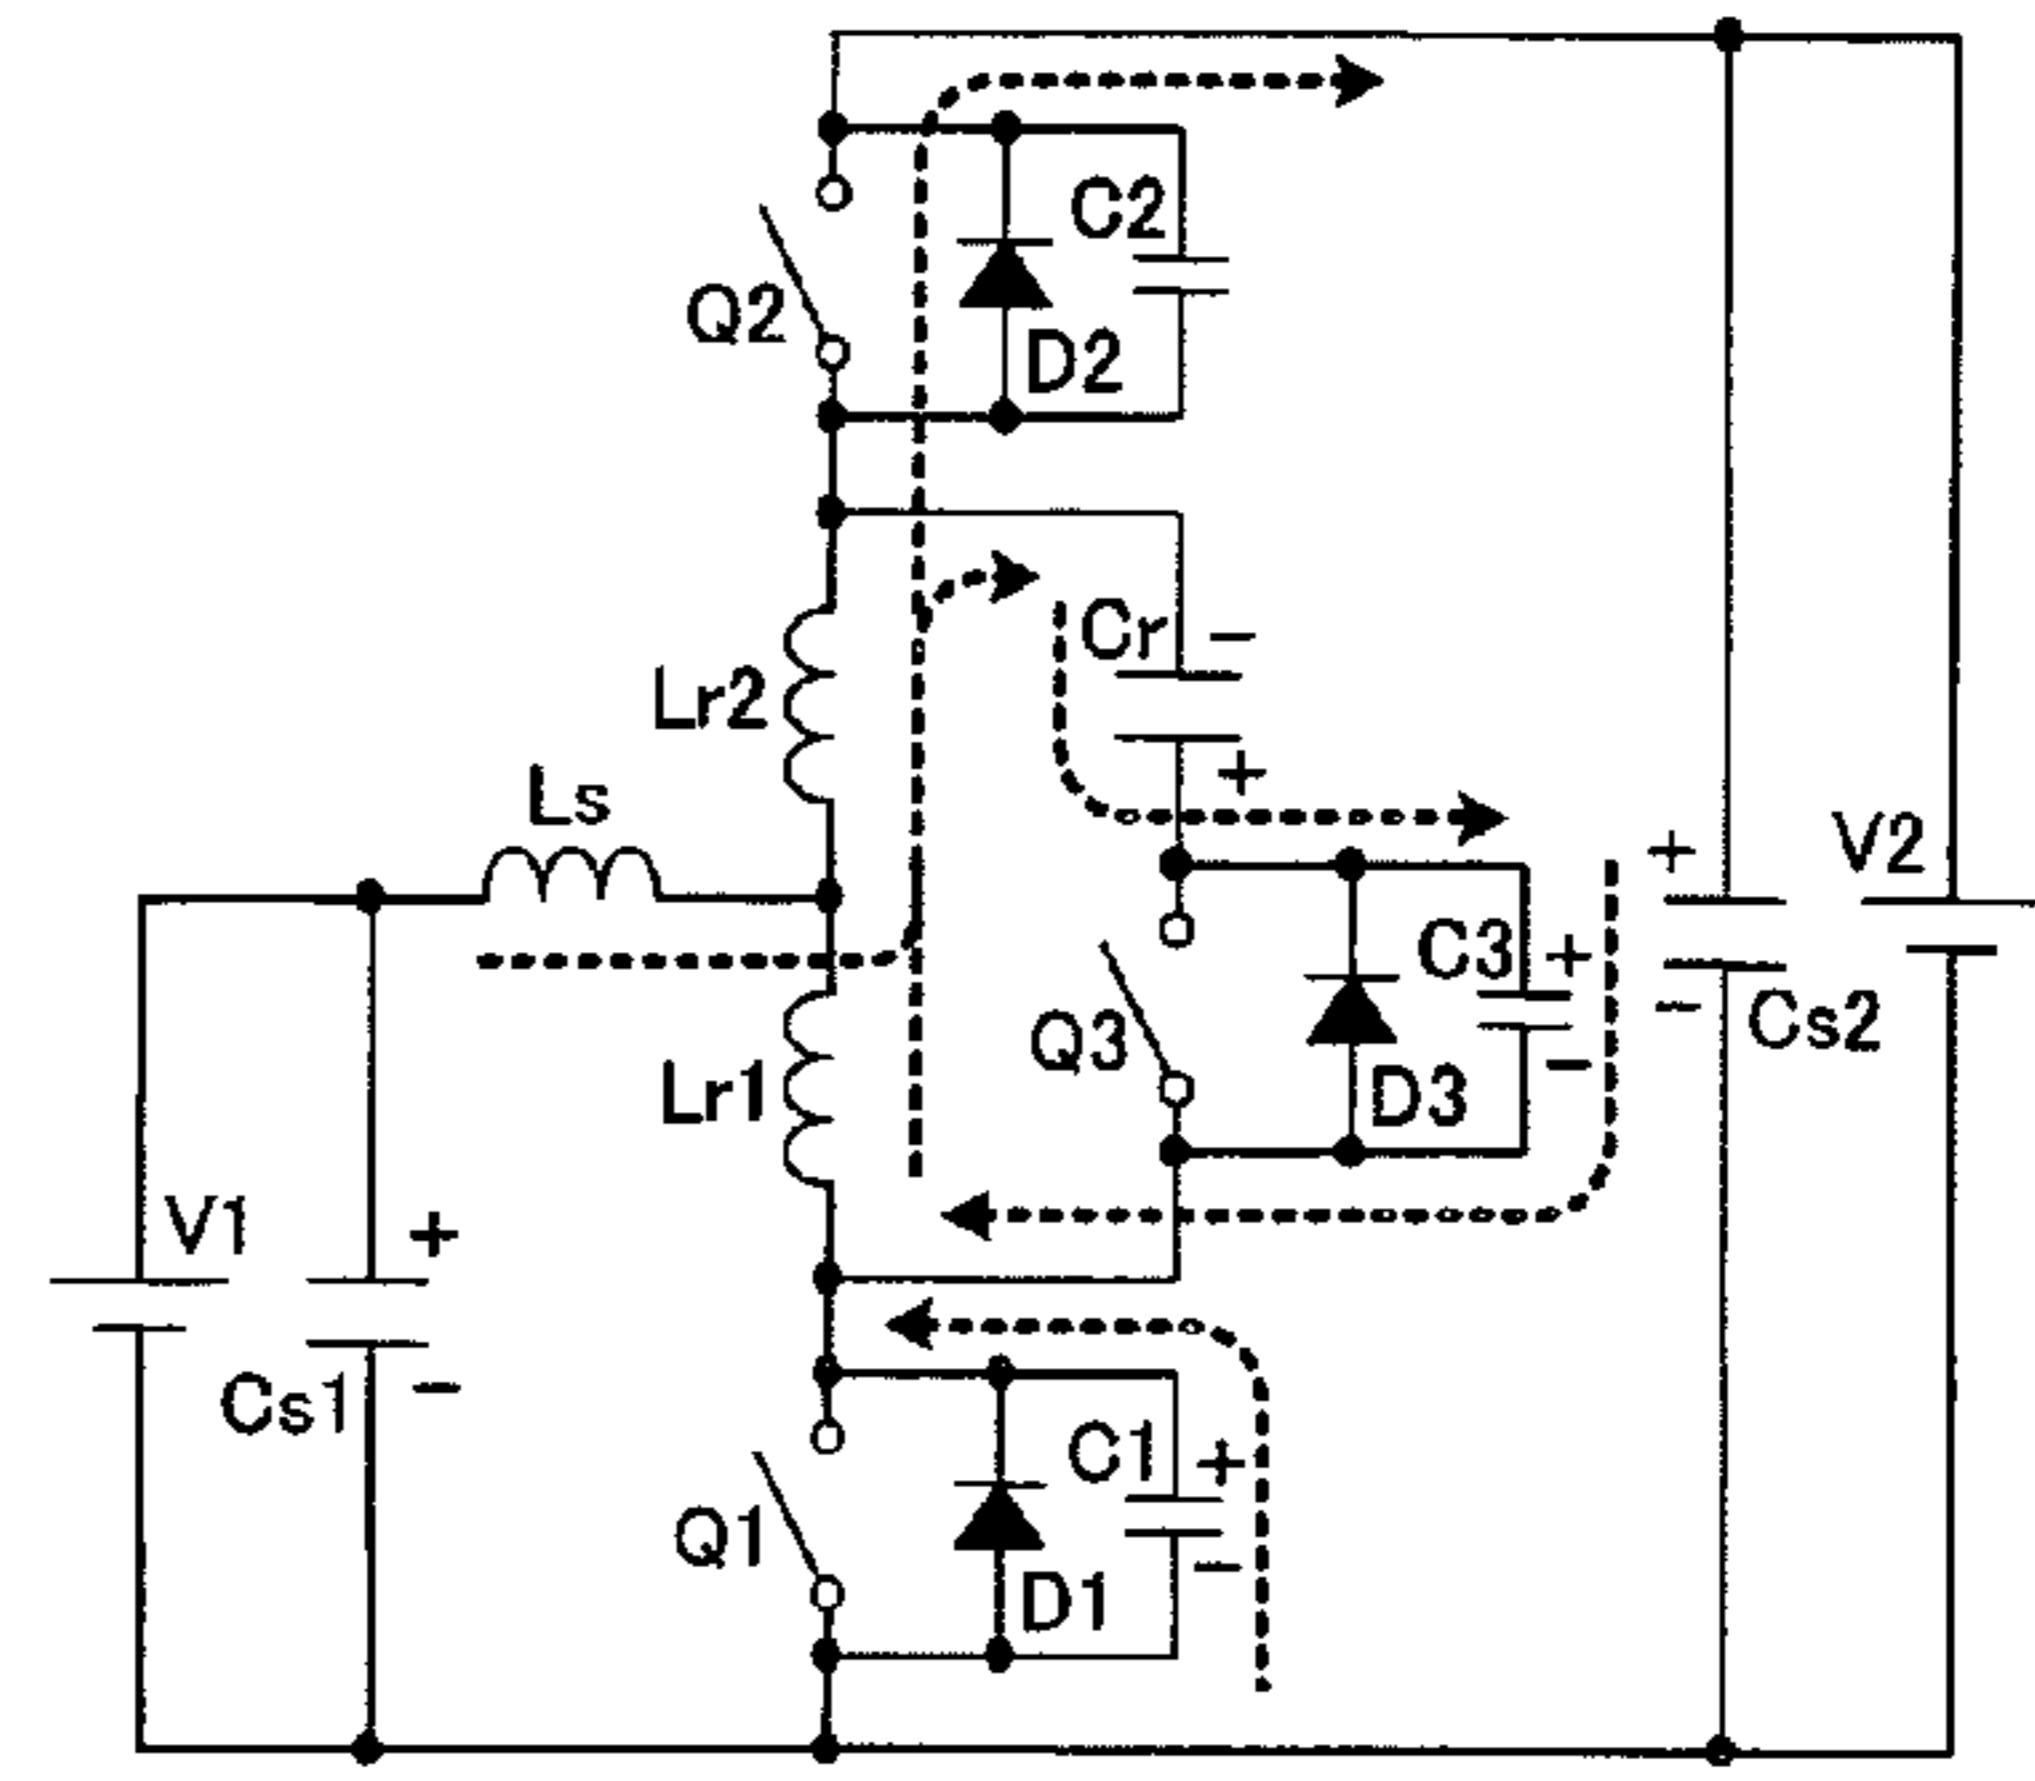 C2
Q2
D2
Cr −
Lr2
+
Ls
+ V2
C3 +
− Cs2
Q3
−
Lr1
D3
V1 +
Cs1 −
C1 +
Q1
−
D1